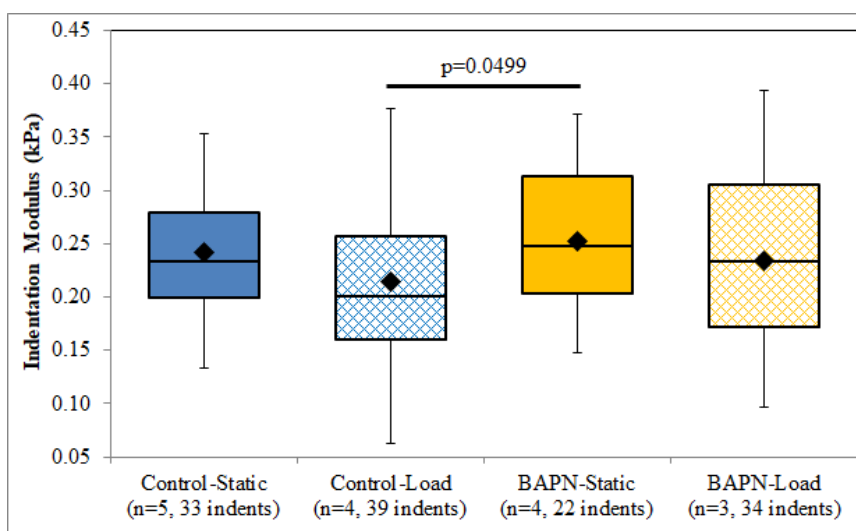 0.45
0.40
0.35
0.30
0.25
0.20
0.15
0.10
0.05
Indentation Modulus (kPa)
p=0.0499
Control-Static
(n=5, 33 indents)
Control-Load
(n=4, 39 indents)
BAPN-Static
(n=4, 22 indents)
BAPN-Load
(n=3, 34 indents)